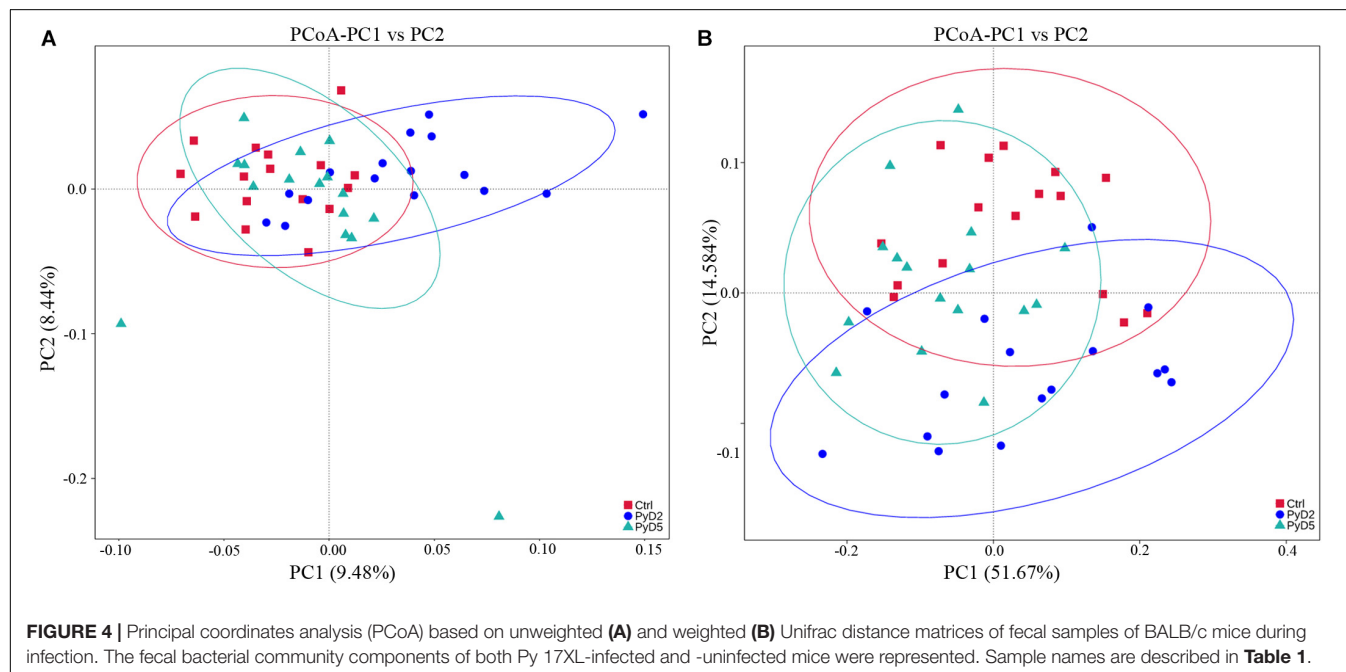 A
PCoA-PC1 vs PC2
PC2 (8.44%)
0.0
-0.1
-0.2
-0.10
-0.05
0.00
0.05
0.10
0.15
PC1 (9.48%)
Ctrl
PyD2
PyD5
B
PCoA-PC1 vs PC2
PC2 (14.584%)
0.1
0.0
-0.1
-0.2
0.0
0.2
0.4
PC1 (51.67%)
Ctrl
PyD2
PyD5
FIGURE 4 | Principal coordinates analysis (PCoA) based on unweighted (A) and weighted (B) Unifrac distance matrices of fecal samples of BALB/c mice during
infection. The fecal bacterial community components of both Py 17XL-infected and -uninfected mice were represented. Sample names are described in Table 1.